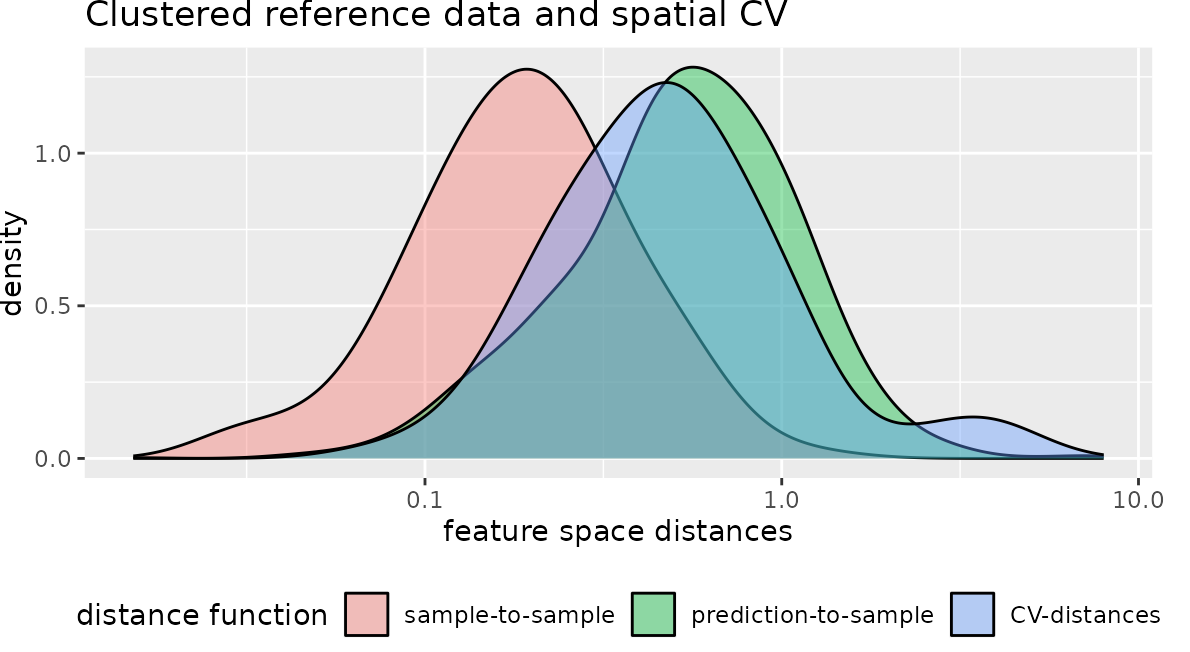 Clustered reference data and spatial CV
density
1.0
0.5
0.0
0.1 1.0 10.0
feature space distances
distance function sample-to-sample prediction-to-sample CV-distances